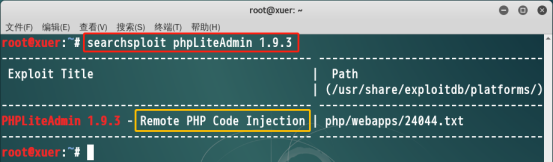 root@xuer: ~
文件(F) 编辑(E) 查看(V) 搜索(S) 终端(T) 帮助(H)
root@xuer:~# searchsploit phpLiteAdmin 1.9.3
Exploit Title | Path
| (/usr/share/exploitdb/platforms/)
PHPLiteAdmin 1.9.3 - Remote PHP Code Injection | php/webapps/24044.txt
root@xuer:~#